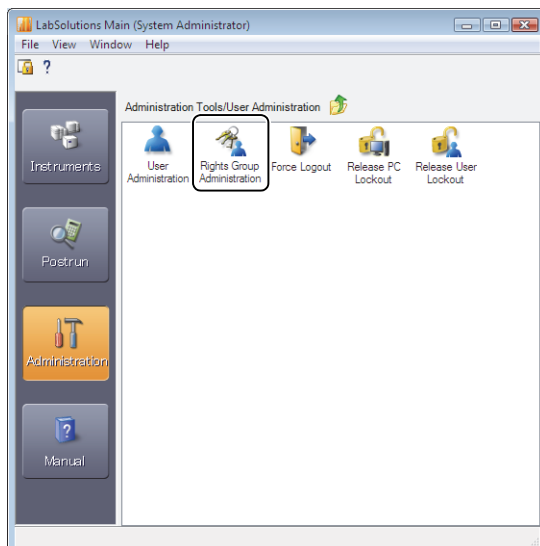 LabSolutions Main (System Administrator)
File View Window Help
?
Administration Tools/User Administration
Instruments
User
Administration
Rights Group
Administration
Force Logout
Release PC
Lockout
Release User
Lockout
Postrun
Administration
?
Manual